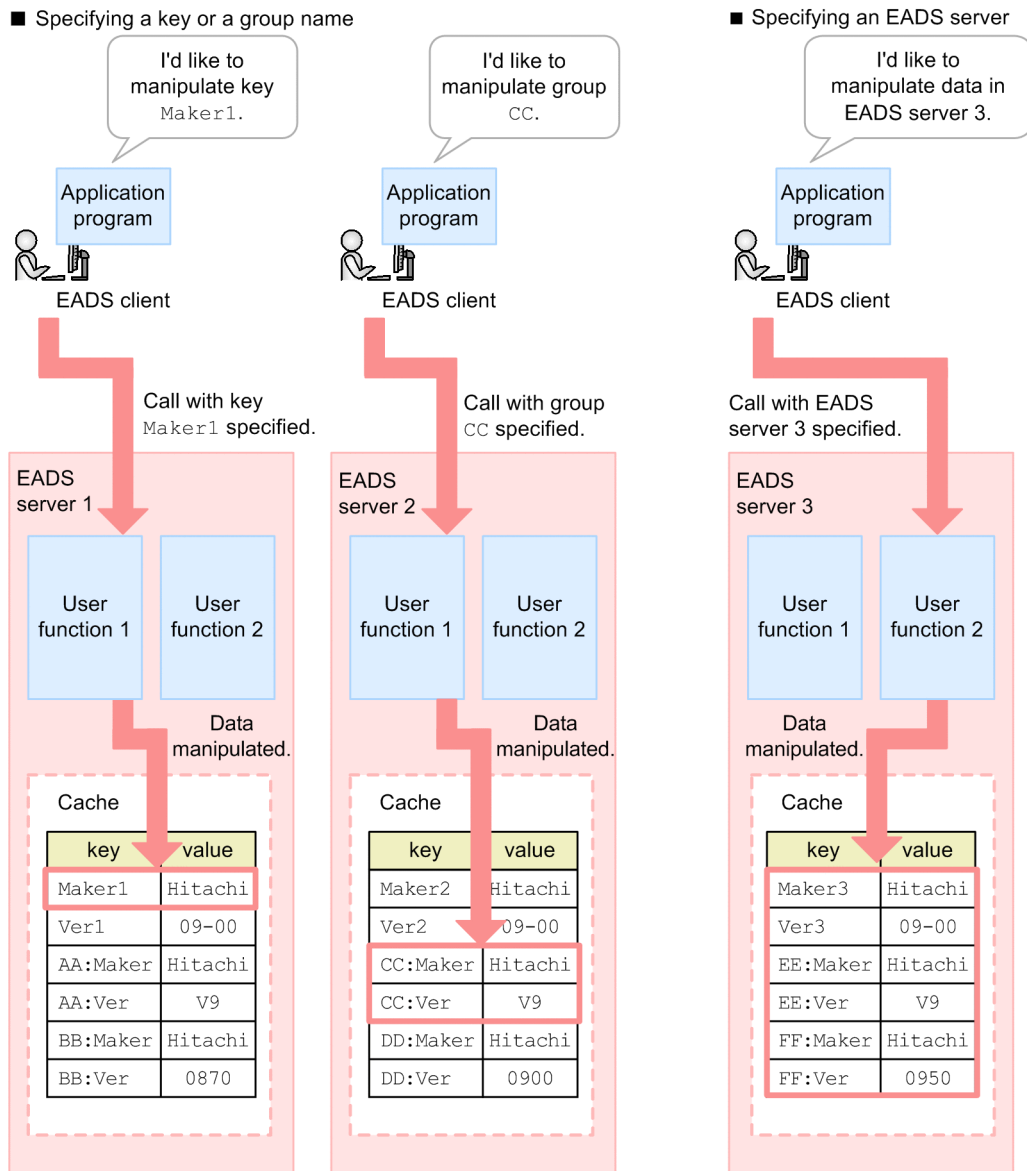 ■ Specifying a key or a group name
I'd like to
manipulate key
Maker1.
Application
program
EADS client
Call with key
Maker1 specified.
EADS
server 1
User
function 1
User
function 2
Data
manipulated.
Cache
key value
Maker1 Hitachi
Ver1 09-00
AA:Maker Hitachi
AA:Ver V9
BB:Maker Hitachi
BB:Ver 0870
I'd like to
manipulate group
CC.
Application
program
EADS client
Call with group
CC specified.
EADS
server 2
User
function 1
User
function 2
Data
manipulated.
Cache
key value
Maker2 Hitachi
Ver2 09-00
CC:Maker Hitachi
CC:Ver V9
DD:Maker Hitachi
DD:Ver 0900
■ Specifying an EADS server
I'd like to
manipulate data in
EADS server 3.
Application
program
EADS client
Call with EADS
server 3 specified.
EADS
server 3
User
function 1
User
function 2
Data
manipulated.
Cache
key value
Maker3 Hitachi
Ver3 09-00
EE:Maker Hitachi
EE:Ver V9
FF:Maker Hitachi
FF:Ver 0950